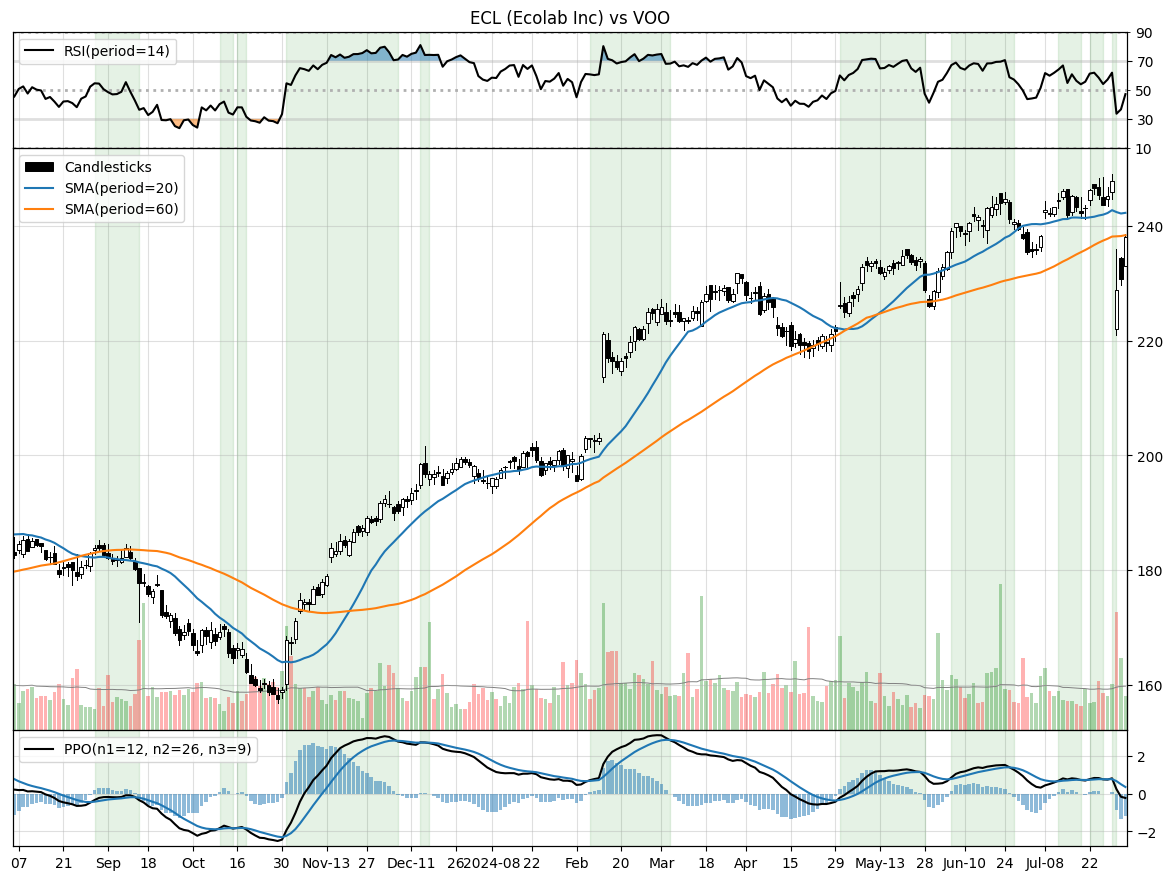 ECL (Ecolab Inc) vs VOO
RSI(period=14)
90
70
50
30
10
Candlesticks
SMA(period=20)
SMA(period=60)
240
220
200
180
160
PPO(n1=12, n2=26, n3=9)
2
0
−2
07 21 Sep 18 Oct 16 30 Nov-13 27 Dec-11 26 2024-08 22 Feb 20 Mar 18 Apr 15 29 May-13 28 Jun-10 24 Jul-08 22